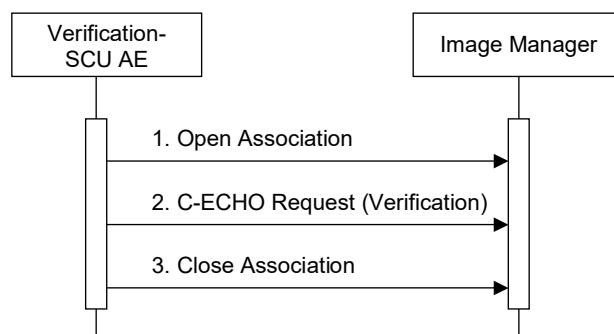 Verification-
SCU AE
Image Manager
1. Open Association
2. C-ECHO Request (Verification)
3. Close Association